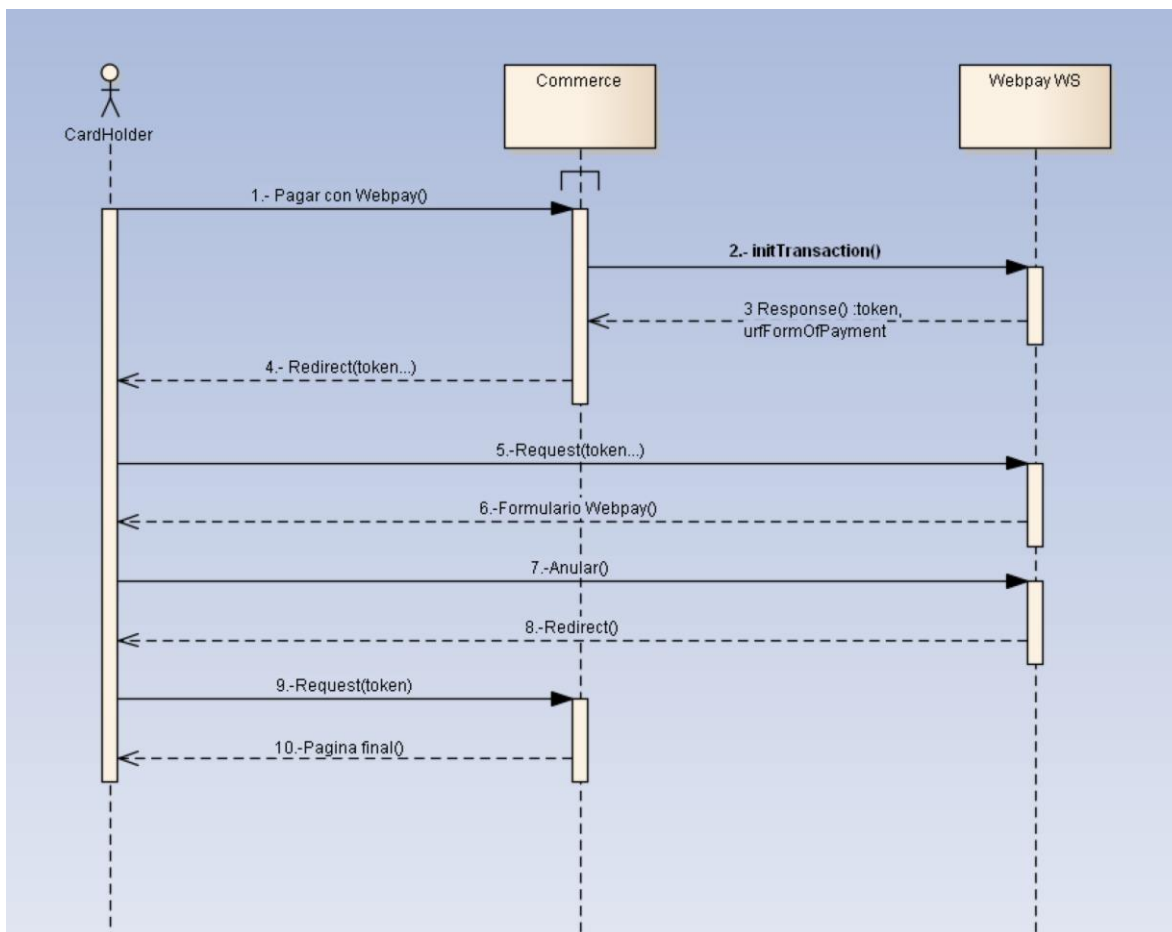 CardHolder
Commerce
Webpay WS
1.- Pagar con Webpay()
2.- initTransaction()
3 Response() :token,
urfFormOfPayment
4.- Redirect(token...)
5.-Request(token...)
6.-Formulario Webpay()
7.-Anular()
8.-Redirect()
9.-Request(token)
10.-Pagina final()